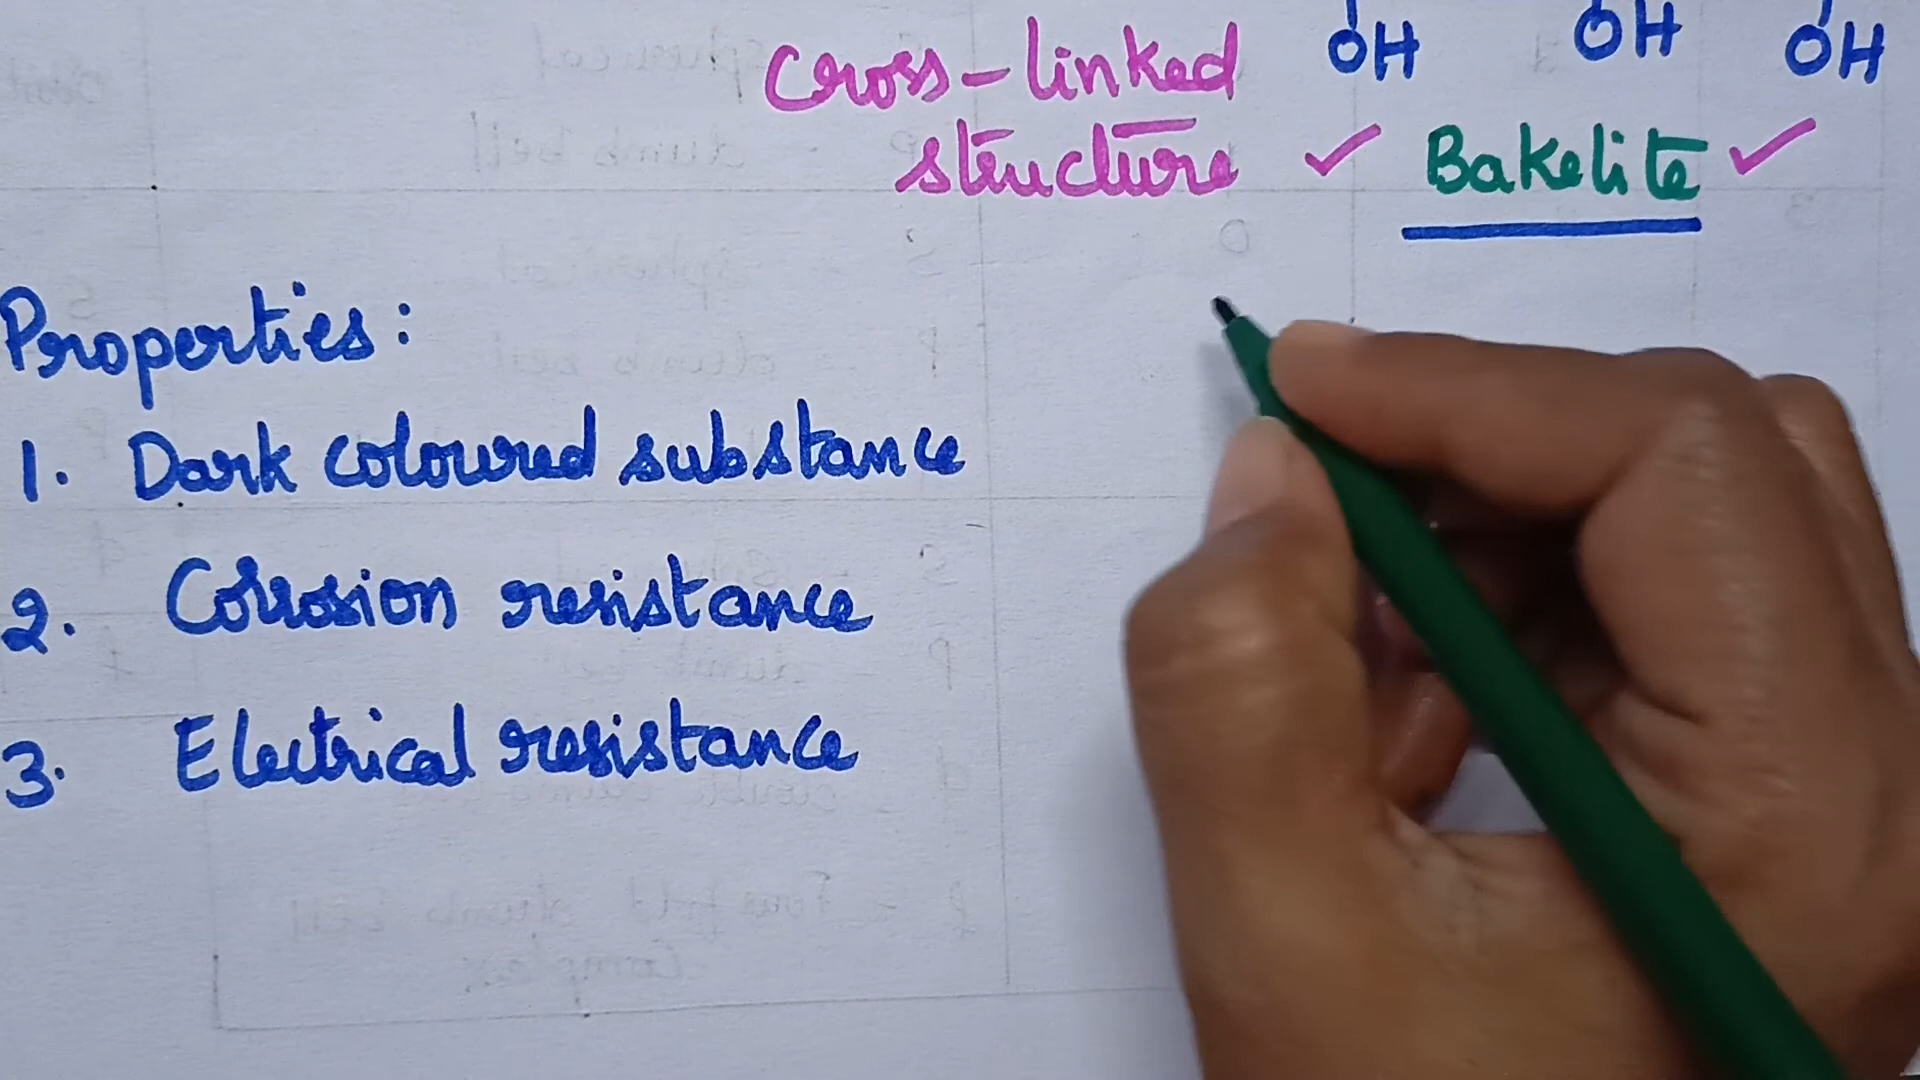 OH OH OH
Cross-linked
structure ✓ Bakelite ✓
Properties:
1. Dark coloured substance
2. Corrosion resistance
3. Electrical resistance